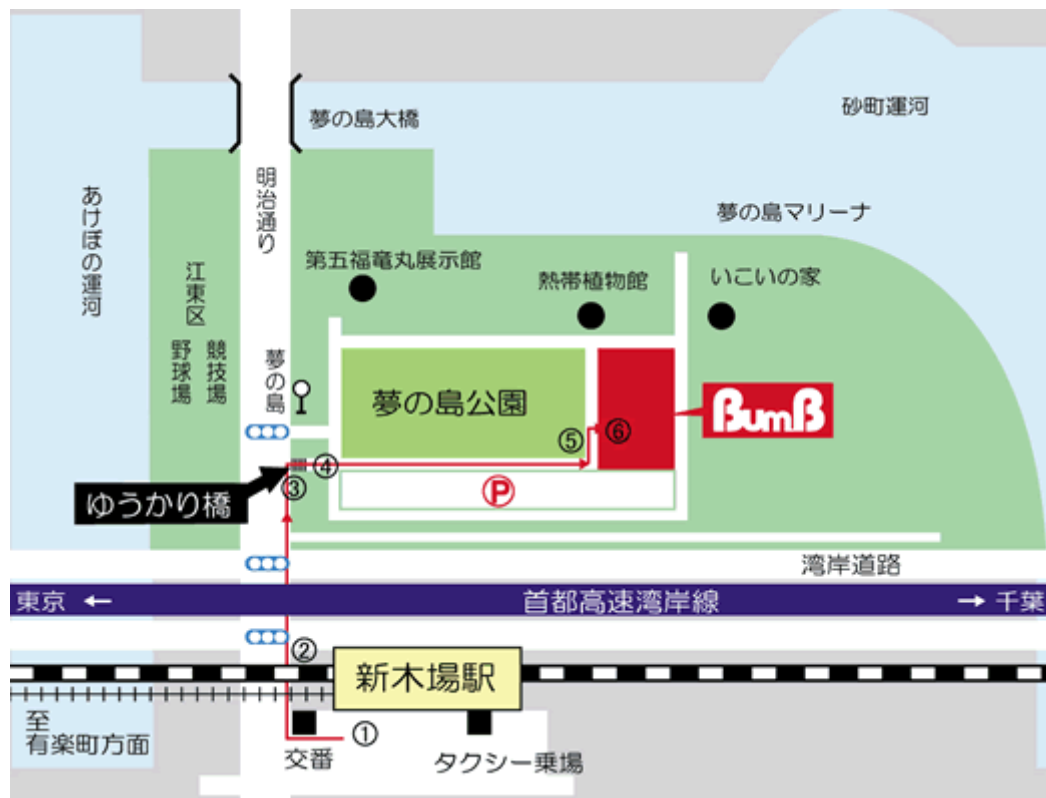 夢の島大橋
砂町運河
明治通り
あけぼの運河
夢の島マリーナ
第五福竜丸展示館
熱帯植物館
いこいの家
江東区
競技場
野球場
夢の島
夢の島公園
BumB
⑤
⑥
④
③
P
ゆうかり橋
湾岸道路
東京 ←
首都高速湾岸線
→ 千葉
②
新木場駅
至
有楽町方面
①
交番
タクシー乗場